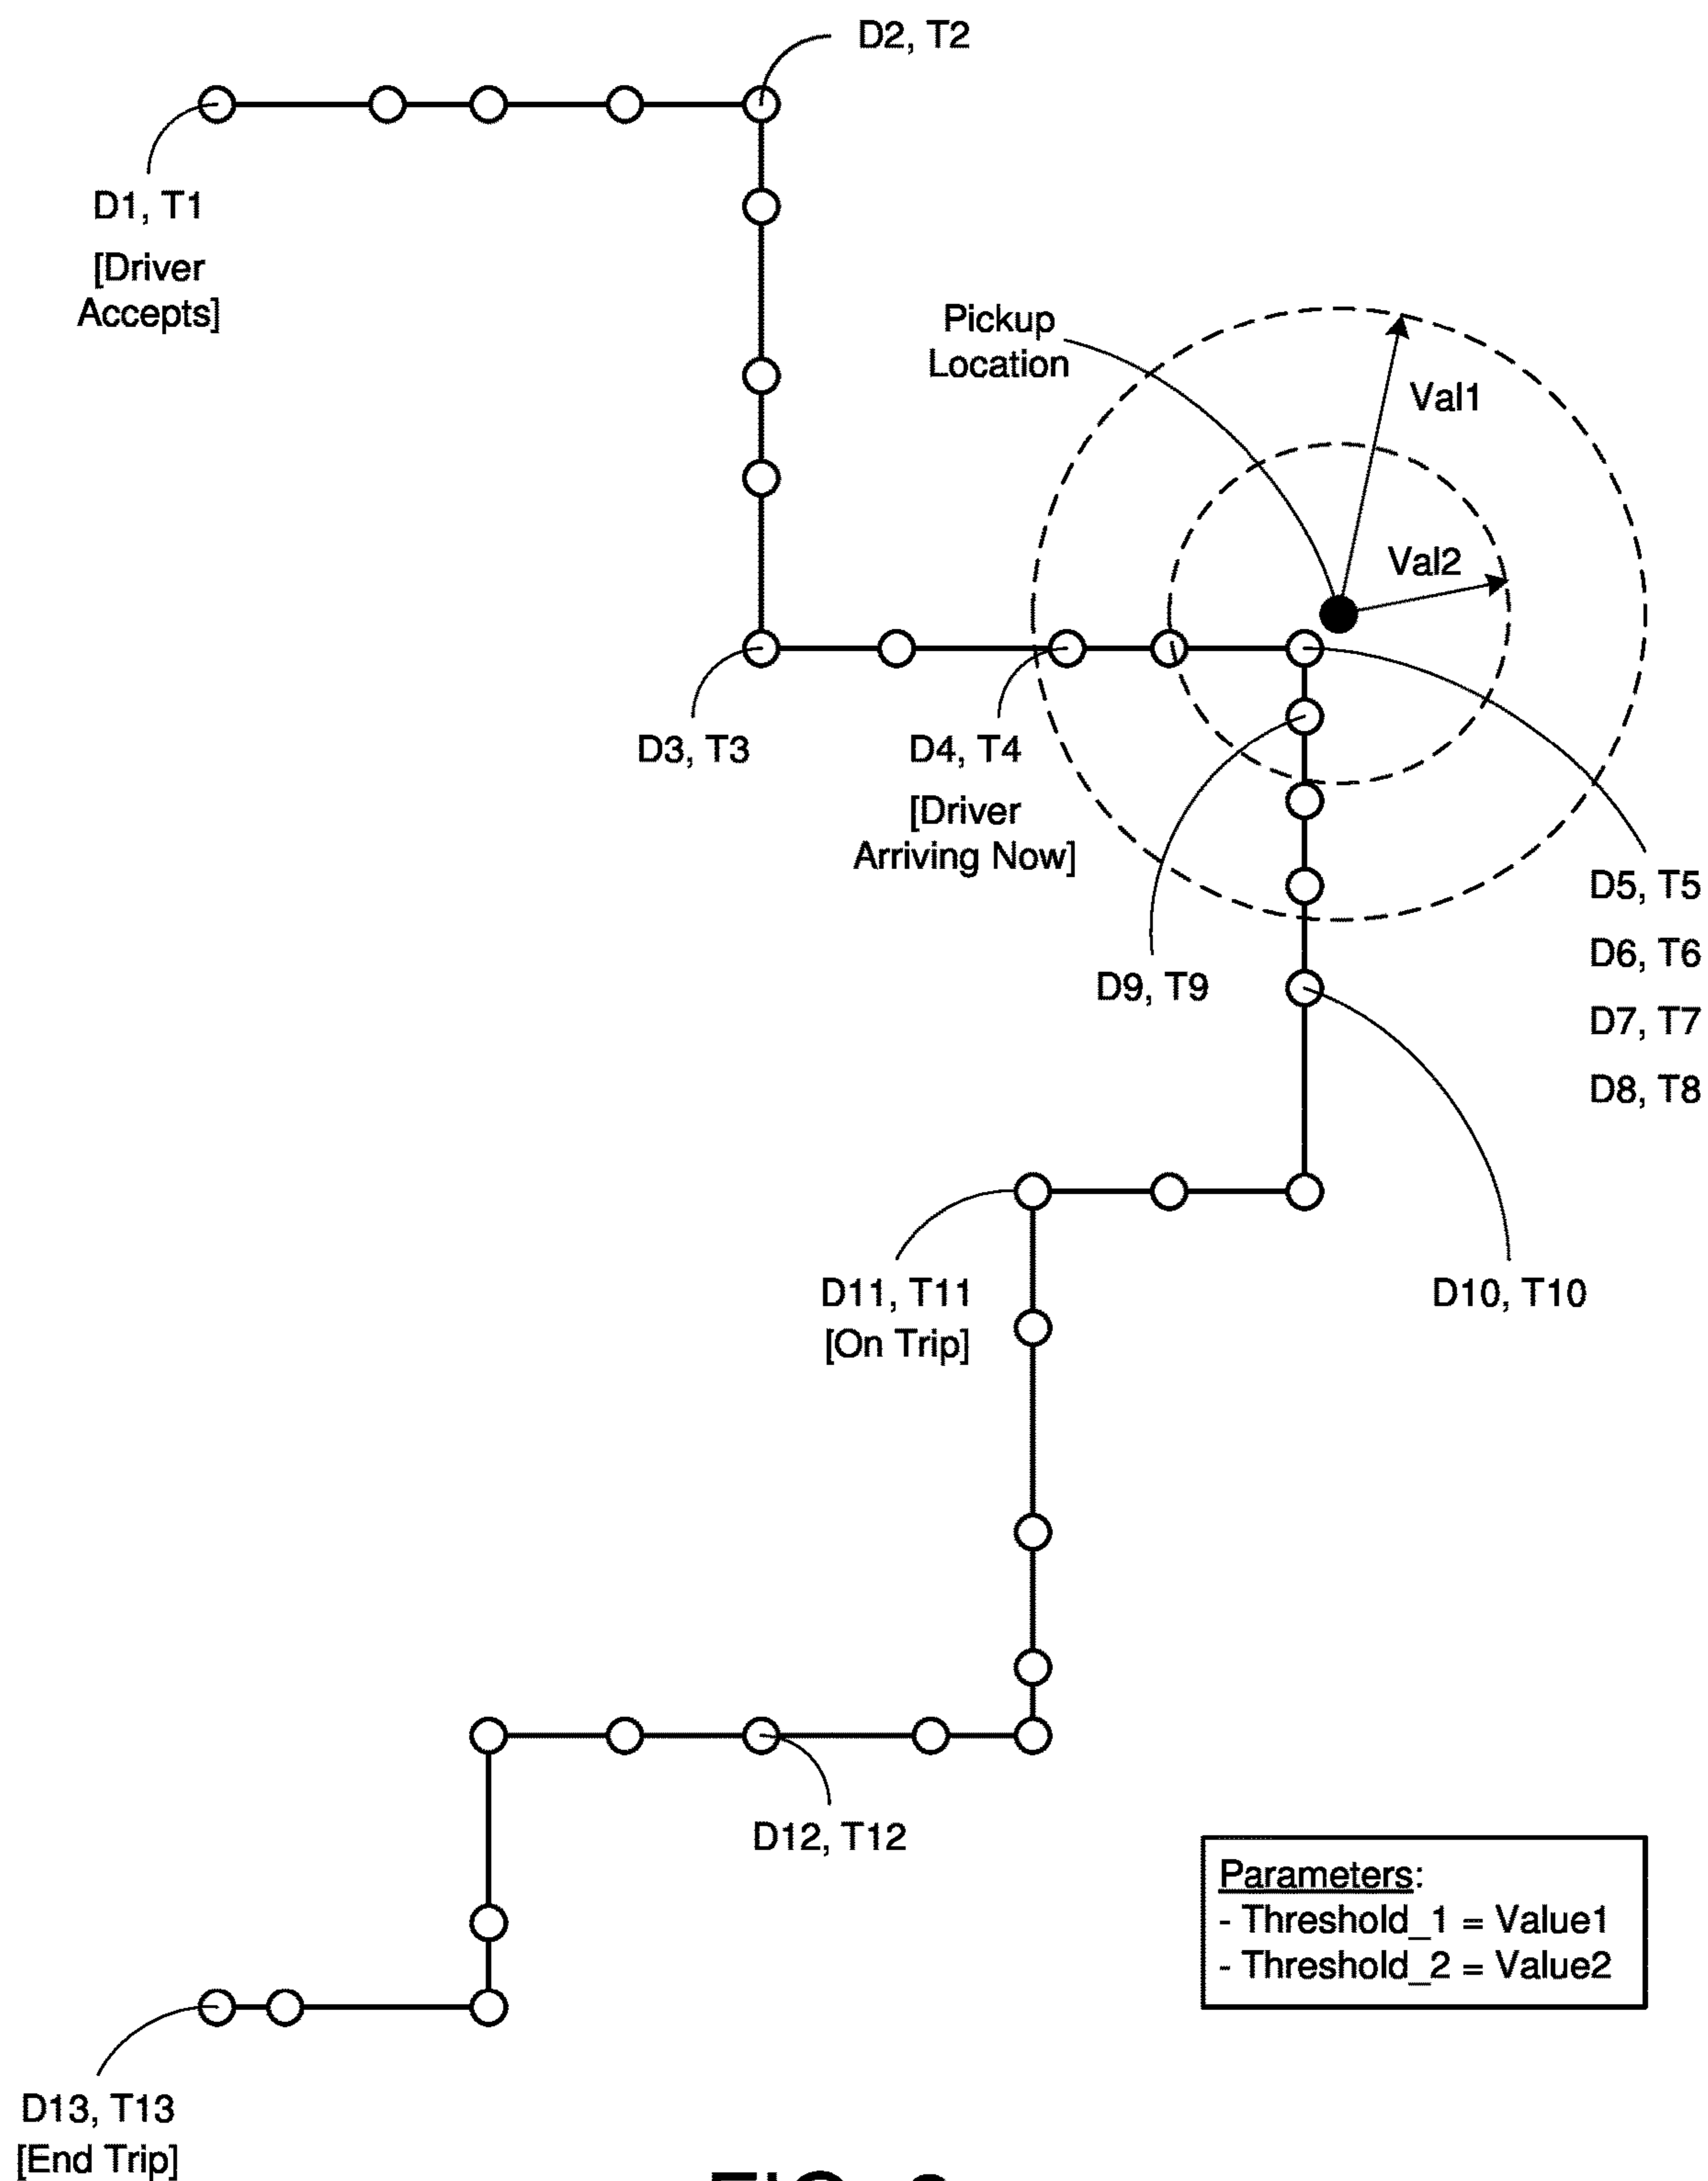 D2, T2
D1, T1
[Driver
Accepts]
Pickup
Location
Val1
Val2
D3, T3
D4, T4
[Driver
Arriving Now]
D5, T5
D6, T6
D7, T7
D8, T8
D9, T9
D10, T10
D11, T11
[On Trip]
D12, T12
Parameters:
- Threshold_1 = Value1
- Threshold_2 = Value2
D13, T13
[End Trip]